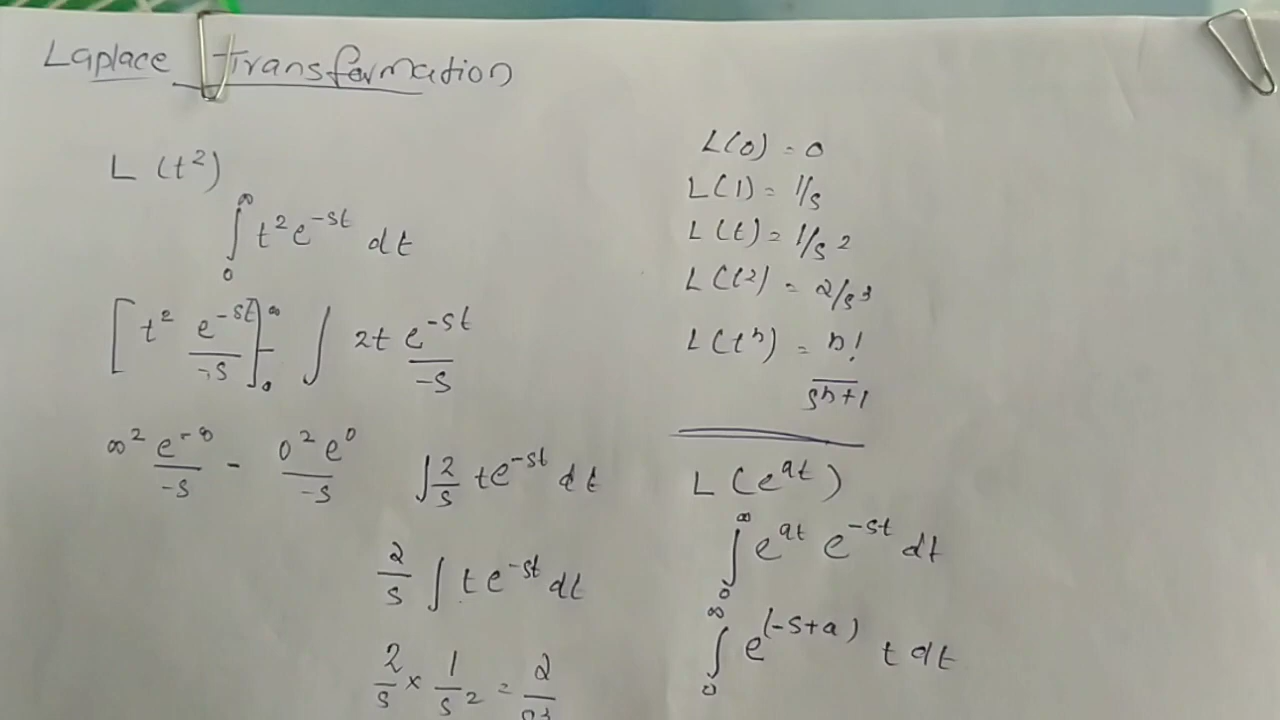 Laplace Transformation
L (t²)
∫₀^∞ t² e^-st dt
[t² e^-st/-s]₀^∞ - ∫ 2t e^-st/-s
∞² e^-∞/-s - 0² e⁰/-s ∫ 2/s te^-st dt
2/s ∫ t e^-st dt
2/s × 1/s² = 2/s³
L(0) = 0
L(1) = 1/s
L(t) = 1/s²
L(t²) = 2/s³
L(tⁿ) = n!/s^n+1
L(e^at)
∫₀^∞ e^at e^-st dt
∫₀^∞ e^(-s+a) t dt